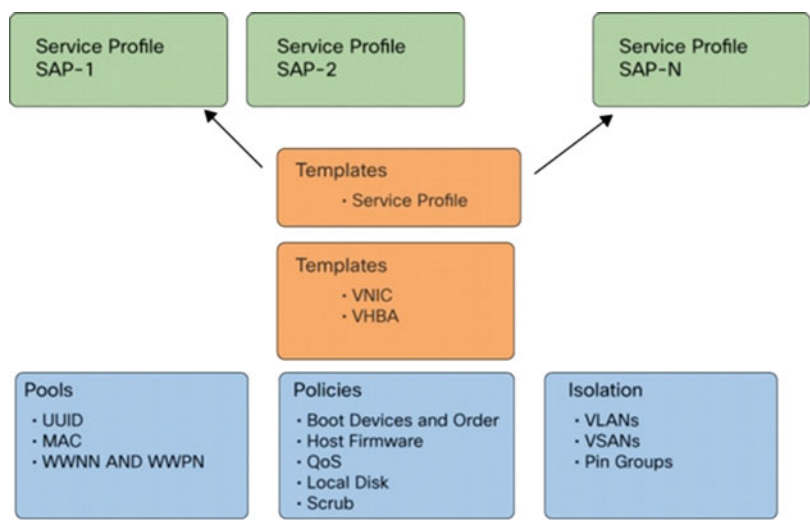 Service Profile
SAP-1
Service Profile
SAP-2
Service Profile
SAP-N
Templates
· Service Profile
Templates
· VNIC
· VHBA
Pools
· UUID
· MAC
· WWNN AND WWPN
Policies
· Boot Devices and Order
· Host Firmware
· QoS
· Local Disk
· Scrub
Isolation
· VLANs
· VSANs
· Pin Groups